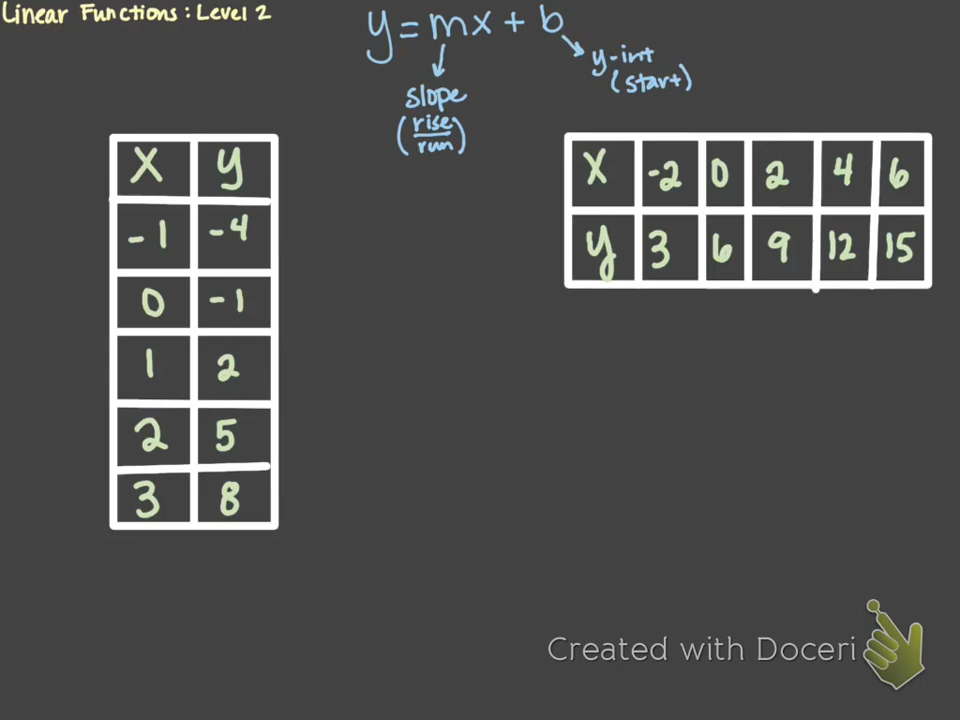 Linear Functions: Level 2
y = mx + b
y-int
(start)
slope
(rise/run)
X Y
-1 -4
0 -1
1 2
2 5
3 8
X -2 0 2 4 6
y 3 6 9 12 15
Created with Doceri